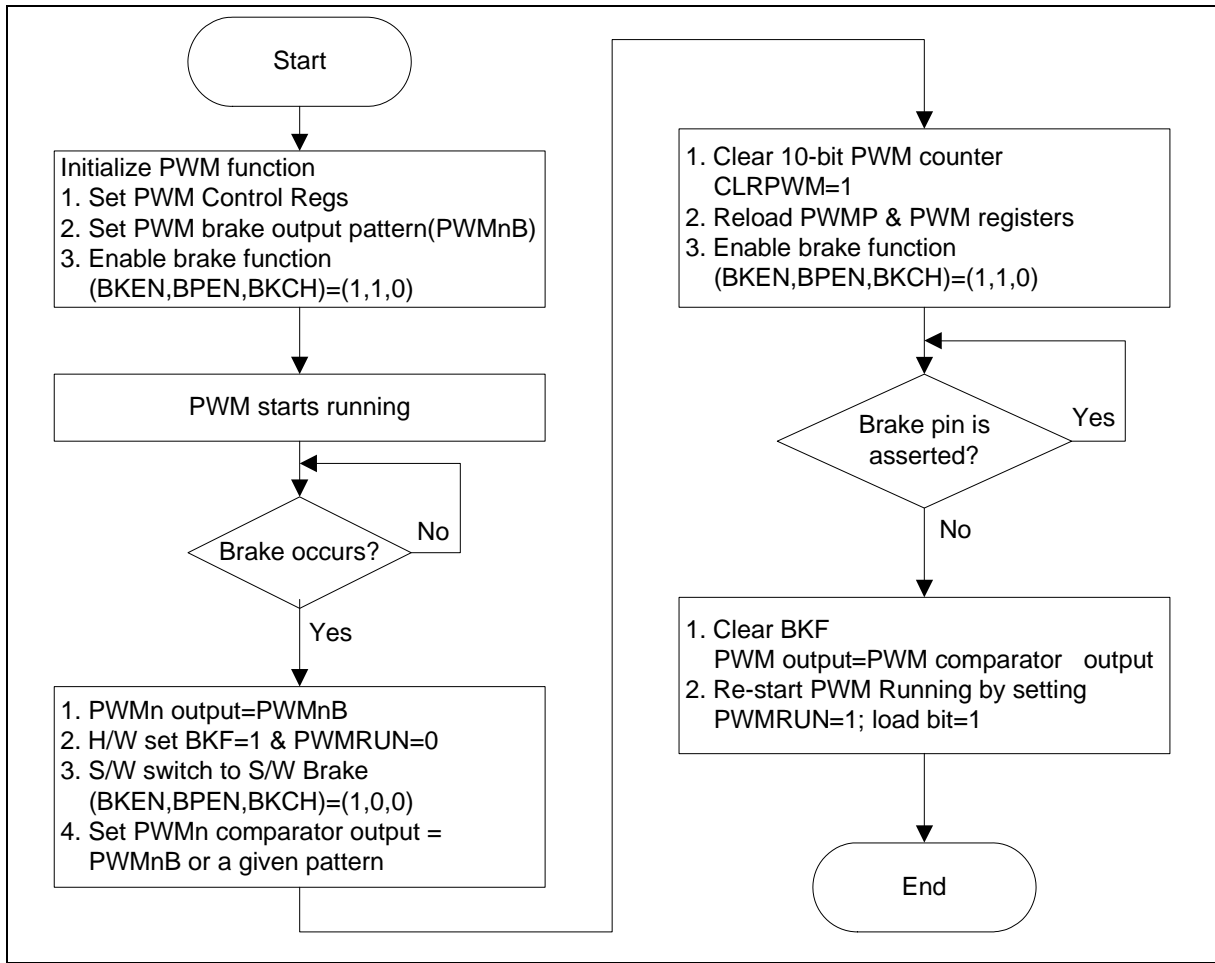 Start
Initialize PWM function
1. Set PWM Control Regs
2. Set PWM brake output pattern(PWMnB)
3. Enable brake function
(BKEN,BPEN,BKCH)=(1,1,0)
PWM starts running
Brake occurs?
No
Yes
1. PWMn output=PWMnB
2. H/W set BKF=1 & PWMRUN=0
3. S/W switch to S/W Brake
(BKEN,BPEN,BKCH)=(1,0,0)
4. Set PWMn comparator output =
PWMnB or a given pattern
1. Clear 10-bit PWM counter
CLRPWM=1
2. Reload PWMP & PWM registers
3. Enable brake function
(BKEN,BPEN,BKCH)=(1,1,0)
Brake pin is
asserted?
Yes
No
1. Clear BKF
PWM output=PWM comparator output
2. Re-start PWM Running by setting
PWMRUN=1; load bit=1
End